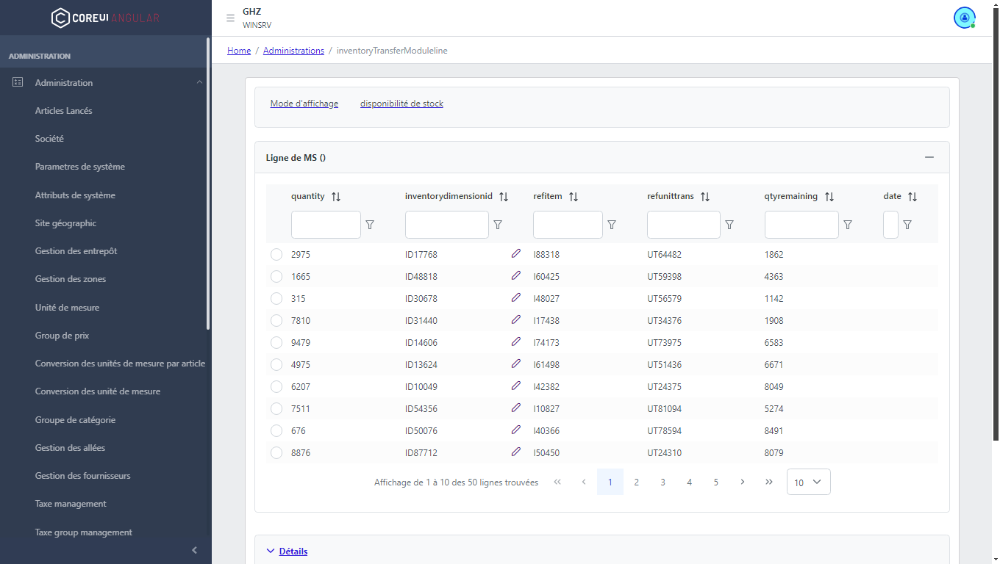 COREUI ANGULAR
GHZ
WINSRV
Home / Administrations / inventoryTransferModuleline
ADMINISTRATION
Administration
Articles Lancés
Société
Parametres de système
Attributs de système
Site géographic
Gestion des entrepôt
Gestion des zones
Unité de mesure
Group de prix
Conversion des unités de mesure par article
Conversion des unité de mesure
Groupe de catégorie
Gestion des allées
Gestion des fournisseurs
Taxe management
Taxe group management
Mode d'affichage disponibilité de stock
Ligne de MS ()
quantity inventorydimensionid refitem refunittrans qtyremaining date
2975 ID17768 I88318 UT64482 1862
1665 ID48818 I60425 UT59398 4363
315 ID30678 I48027 UT56579 1142
7810 ID31440 I17438 UT34376 1908
9479 ID14606 I74173 UT73975 6583
4975 ID13624 I61498 UT51436 6671
6207 ID10049 I42382 UT24375 8049
7511 ID54356 I10827 UT81094 5274
676 ID50076 I40366 UT78594 8491
8876 ID87712 I50450 UT24310 8079
Affichage de 1 à 10 des 50 lignes trouvées « ‹ 1 2 3 4 5 › » 10
Détails